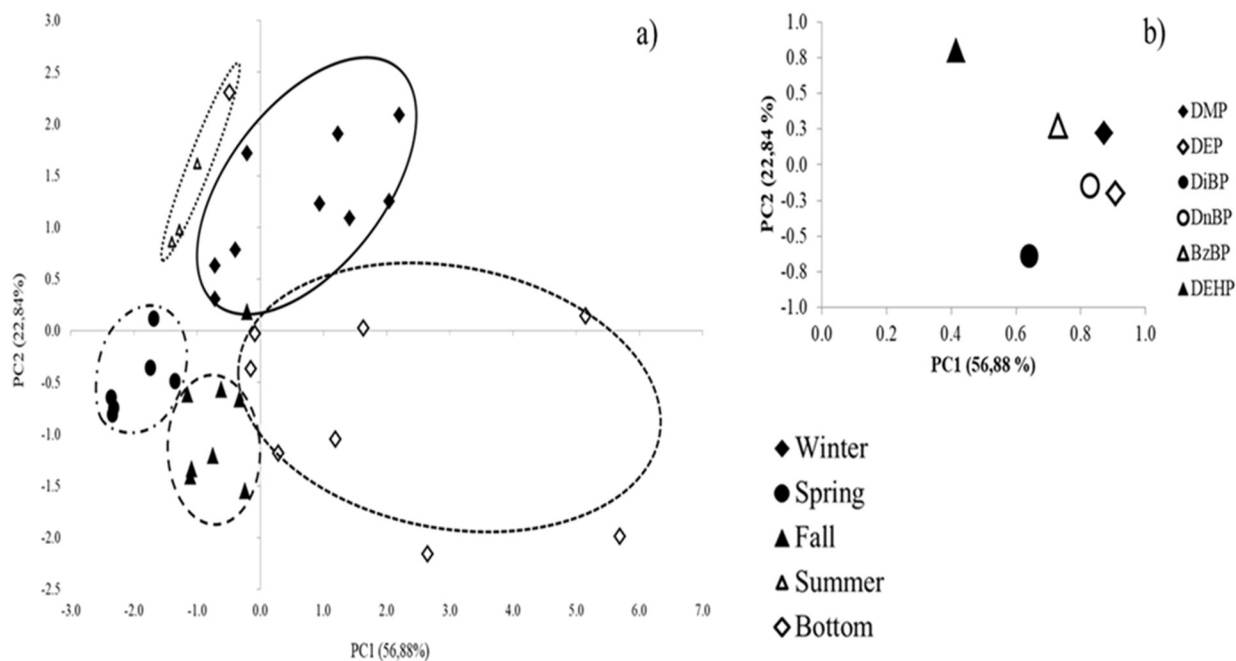 a)
3.0
2.5
2.0
1.5
1.0
0.5
0.0
-0.5
-1.0
-1.5
-2.0
-2.5
PC2 (22,84%)
-3.0 -2.0 -1.0 0.0 1.0 2.0 3.0 4.0 5.0 6.0 7.0
PC1 (56,88%)
b)
1.0
0.8
0.5
0.3
0.0
-0.3
-0.5
-0.8
-1.0
PC2 (22,84 %)
0.0 0.2 0.4 0.6 0.8 1.0
PC1 (56,88 %)
DMP
DEP
DiBP
DnBP
BzBP
DEHP
Winter
Spring
Fall
Summer
Bottom